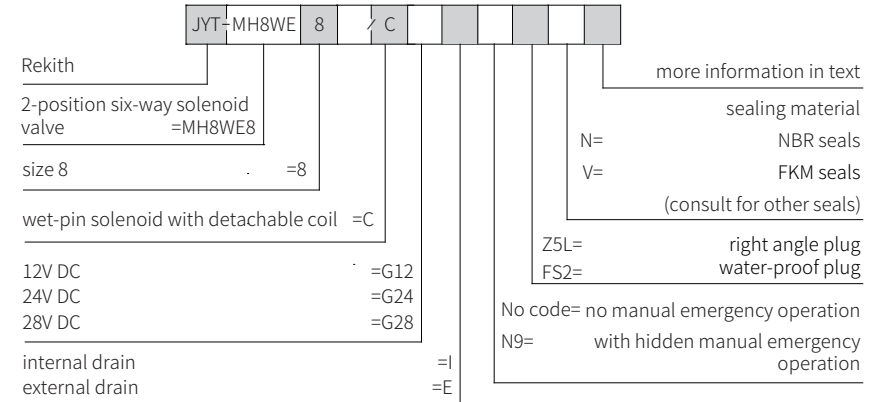 JYT-MH8WE 8 / C
Rekith
2-position six-way solenoid
valve =MH8WE8
size 8 =8
wet-pin solenoid with detachable coil =C
12V DC =G12
24V DC =G24
28V DC =G28
internal drain =I
external drain =E
more information in text
sealing material
N= NBR seals
V= FKM seals
(consult for other seals)
Z5L= right angle plug
FS2= water-proof plug
No code= no manual emergency operation
N9= with hidden manual emergency
operation